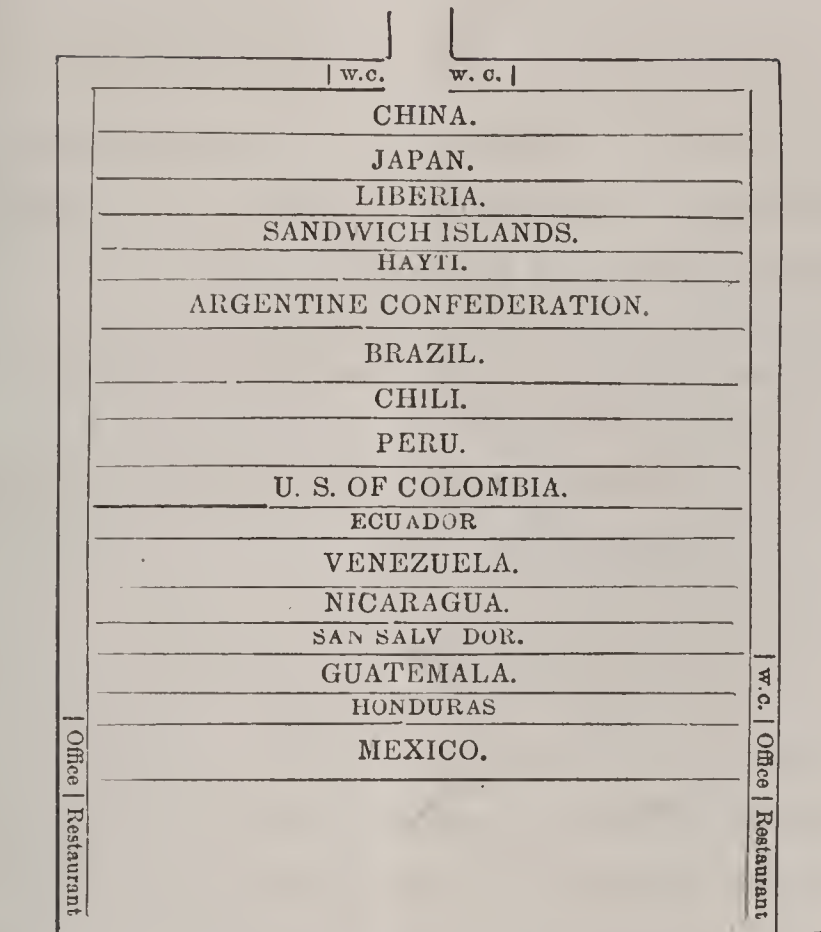 | W.C.
W. C. |
CHINA.
JAPAN.
LIBERIA.
SANDWICH ISLANDS.
HAYTI.
ARGENTINE CONFEDERATION.
BRAZIL.
CHILI.
PERU.
U. S. OF COLOMBIA.
ECUADOR
VENEZUELA.
NICARAGUA.
SAN SALV DOR.
GUATEMALA.
HONDURAS
MEXICO.
| Office | Restaurant
| W.C. | Office | Restaurant